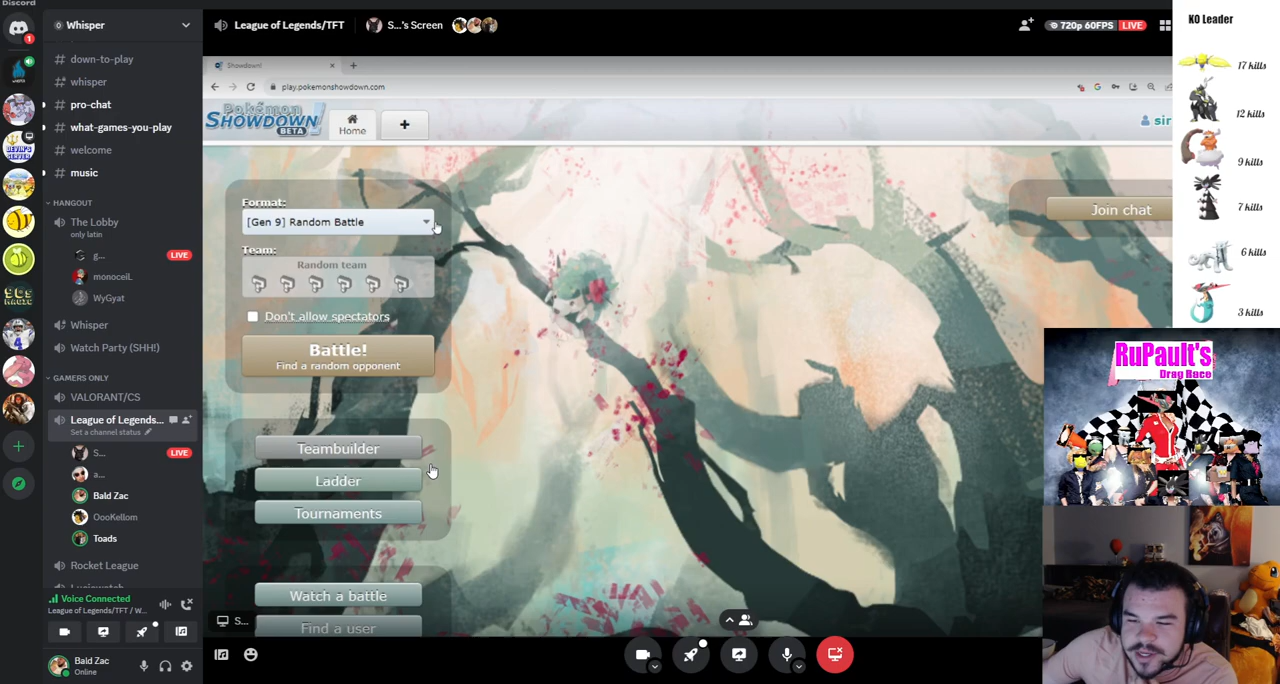 Discord
Whisper
down-to-play
whisper
pro-chat
what-games-you-play
welcome
music
HANGOUT
The Lobby
only latin
g...
LIVE
monoceiL
WyGyat
Whisper
Watch Party (SHH!)
GAMERS ONLY
VALORANT/CS
League of Legends...
Set a channel status
S...
LIVE
a...
Bald Zac
OooKellom
Toads
Rocket League
Voice Connected
League of Legends/TFT / W...
Bald Zac
Online
League of Legends/TFT
S...'s Screen
720p 60FPS
LIVE
Showdown!
play.pokemonshowdown.com
Pokémon
SHOWDOWN!
BETA
Home
sir
Format:
[Gen 9] Random Battle
Team:
Random team
Don't allow spectators
Battle!
Find a random opponent
Teambuilder
Ladder
Tournaments
Watch a battle
Find a user
Join chat
S...
KO Leader
17 kills
12 kills
9 kills
7 kills
6 kills
3 kills
RuPault's
Drag Race